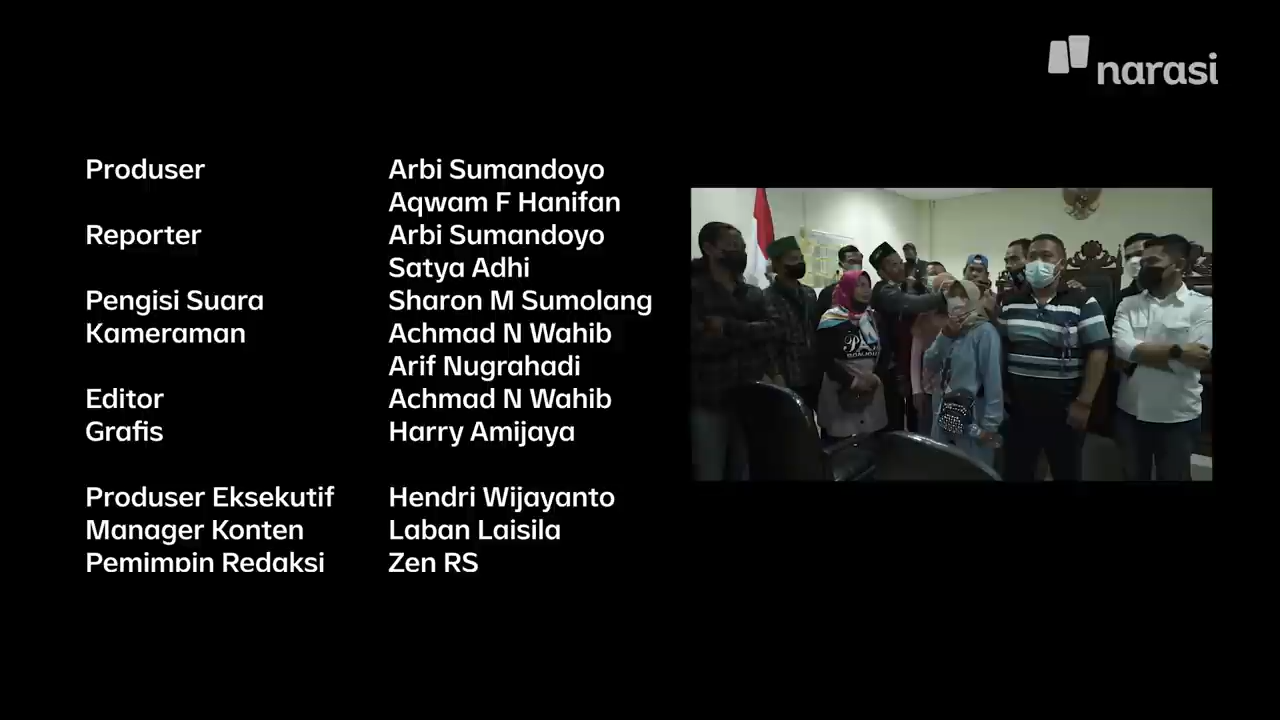 narasi
Produser Arbi Sumandoyo
Aqwam F Hanifan
Reporter Arbi Sumandoyo
Satya Adhi
Pengisi Suara Sharon M Sumolang
Kameraman Achmad N Wahib
Arif Nugrahadi
Editor Achmad N Wahib
Grafis Harry Amijaya
Produser Eksekutif Hendri Wijayanto
Manager Konten Laban Laisila
Pemimpin Redaksi Zen RS